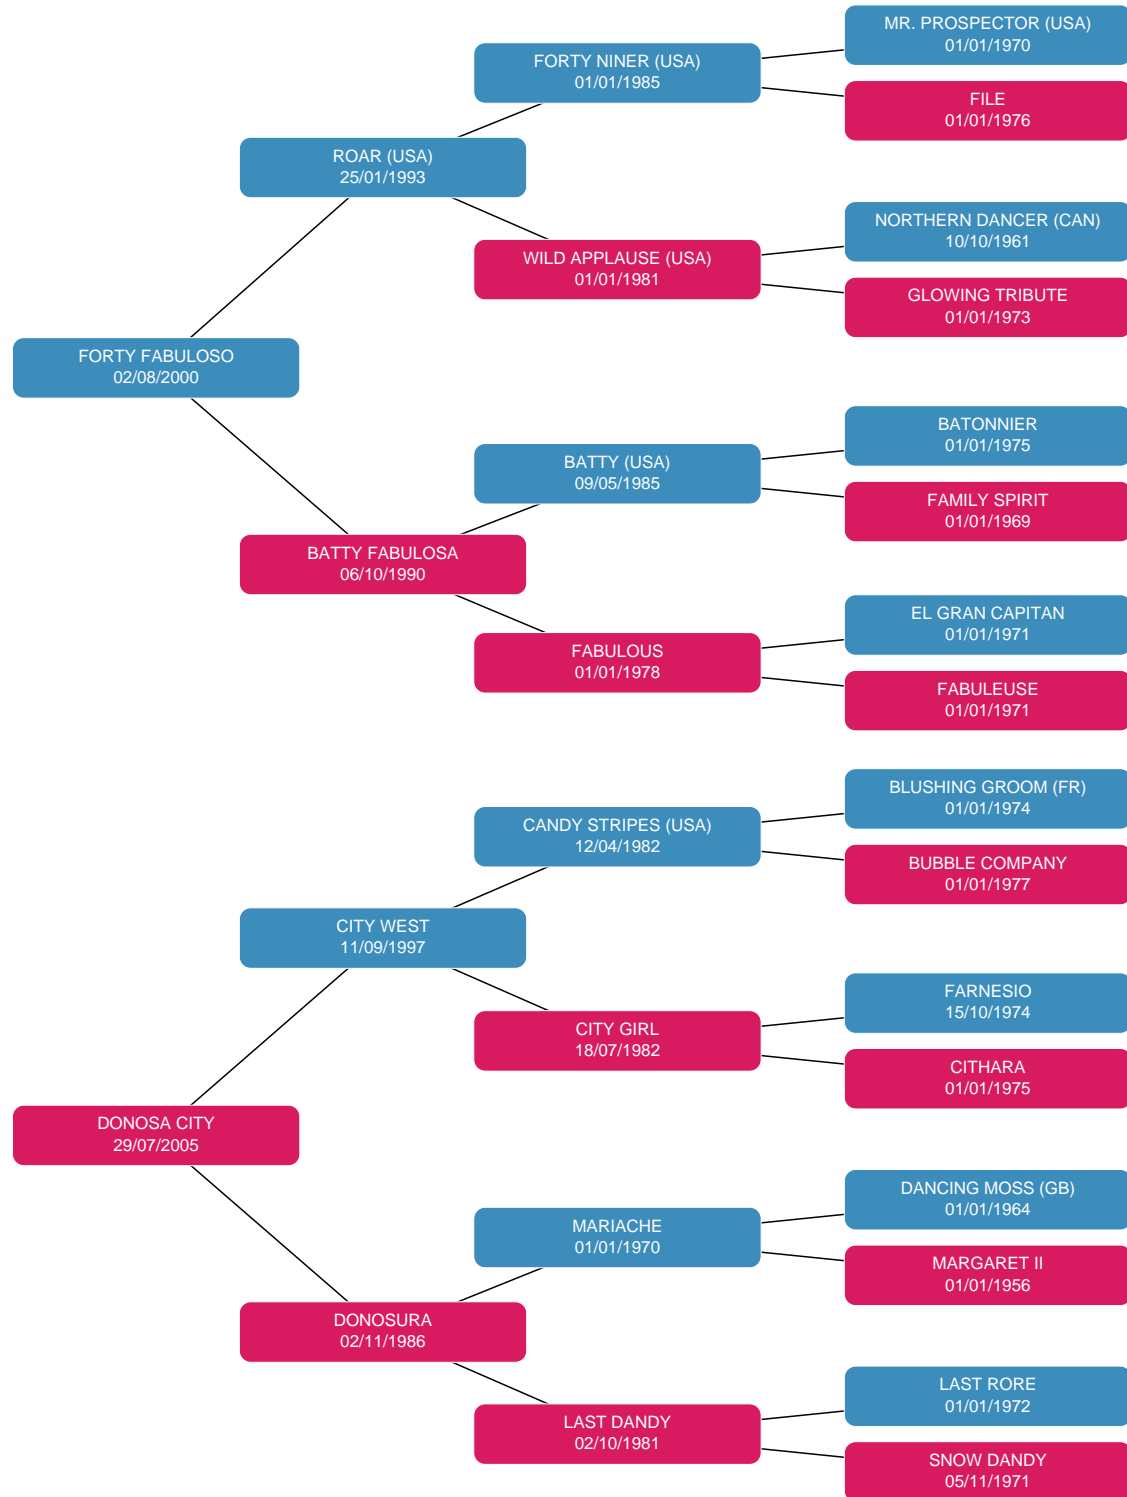 MR. PROSPECTOR (USA)
01/01/1970
FORTY NINER (USA)
01/01/1985
FILE
01/01/1976
ROAR (USA)
25/01/1993
NORTHERN DANCER (CAN)
10/10/1961
WILD APPLAUSE (USA)
01/01/1981
GLOWING TRIBUTE
01/01/1973
FORTY FABULOSO
02/08/2000
BATONNIER
01/01/1975
BATTY (USA)
09/05/1985
FAMILY SPIRIT
01/01/1969
BATTY FABULOSA
06/10/1990
EL GRAN CAPITAN
01/01/1971
FABULOUS
01/01/1978
FABULEUSE
01/01/1971
BLUSHING GROOM (FR)
01/01/1974
CANDY STRIPES (USA)
12/04/1982
BUBBLE COMPANY
01/01/1977
CITY WEST
11/09/1997
FARNESIO
15/10/1974
CITY GIRL
18/07/1982
CITHARA
01/01/1975
DONOSA CITY
29/07/2005
DANCING MOSS (GB)
01/01/1964
MARIACHE
01/01/1970
MARGARET II
01/01/1956
DONOSURA
02/11/1986
LAST RORE
01/01/1972
LAST DANDY
02/10/1981
SNOW DANDY
05/11/1971